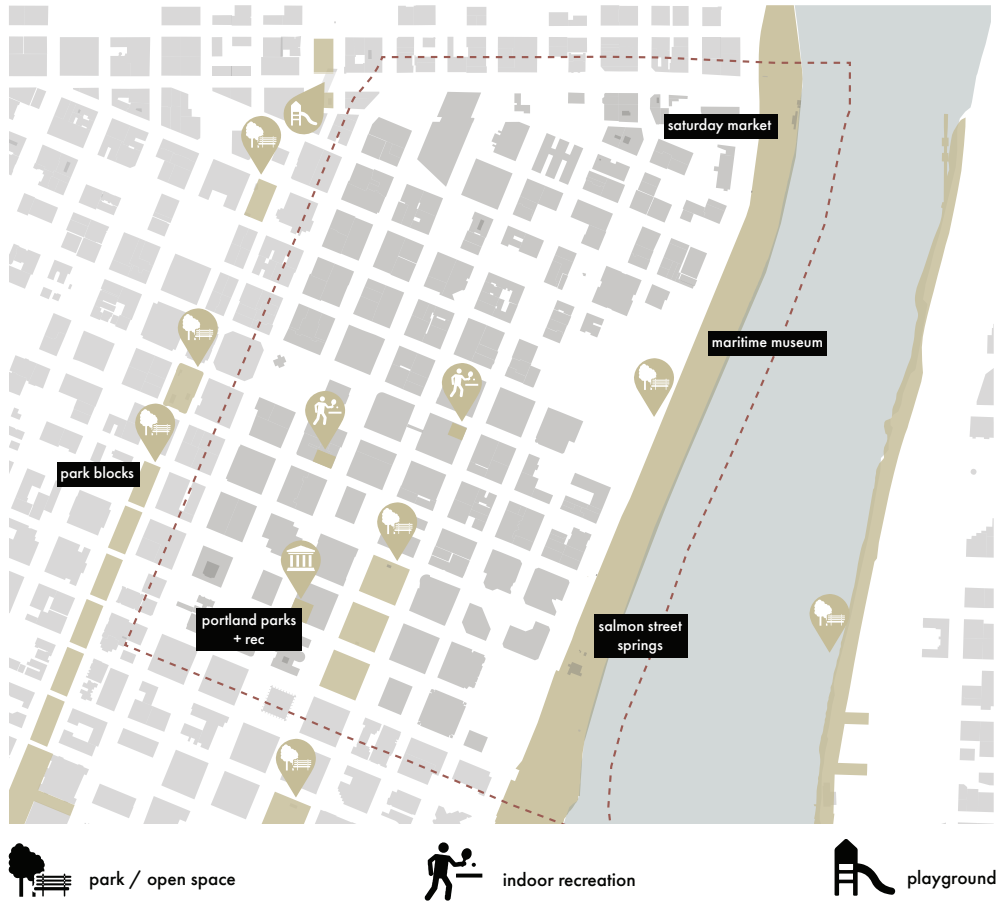 saturday market
maritime museum
park blocks
portland parks
+ rec
salmon street
springs
park / open space
indoor recreation
playground